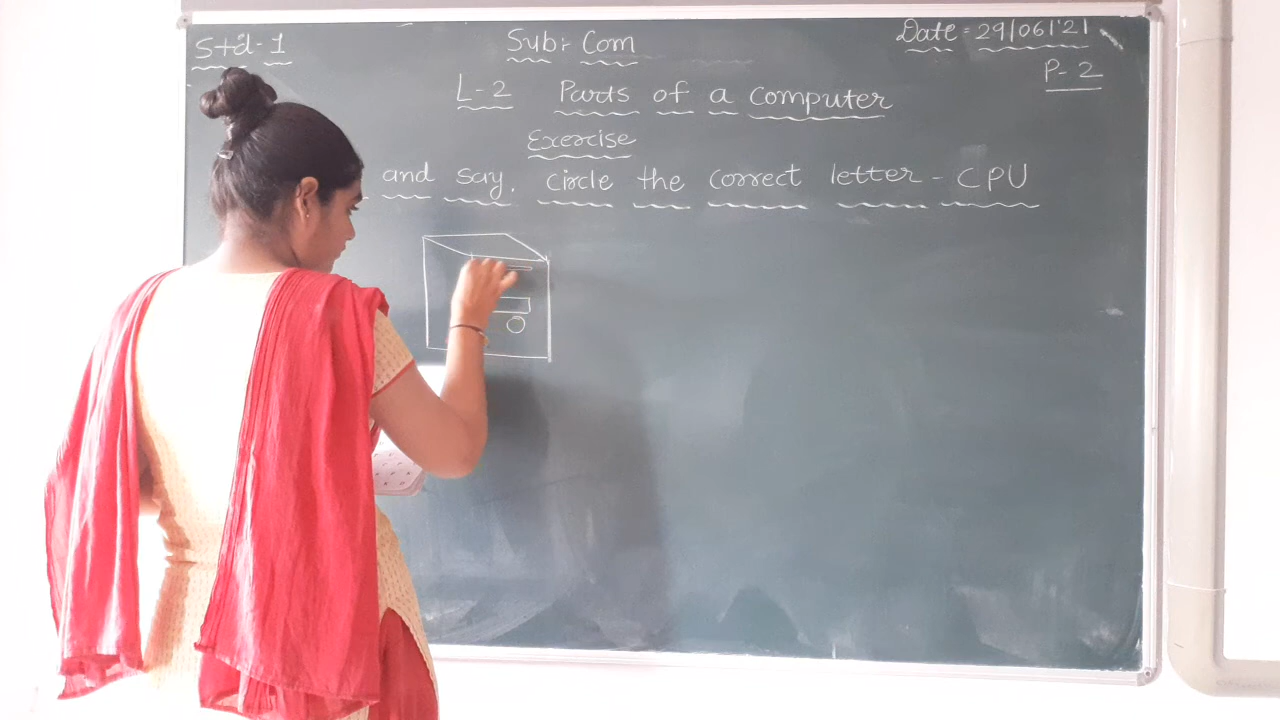 Std-1 Sub:- Com Date = 29/06/'21
P-2
L-2 Parts of a Computer
Exercise
and say. circle the correct letter - CPU